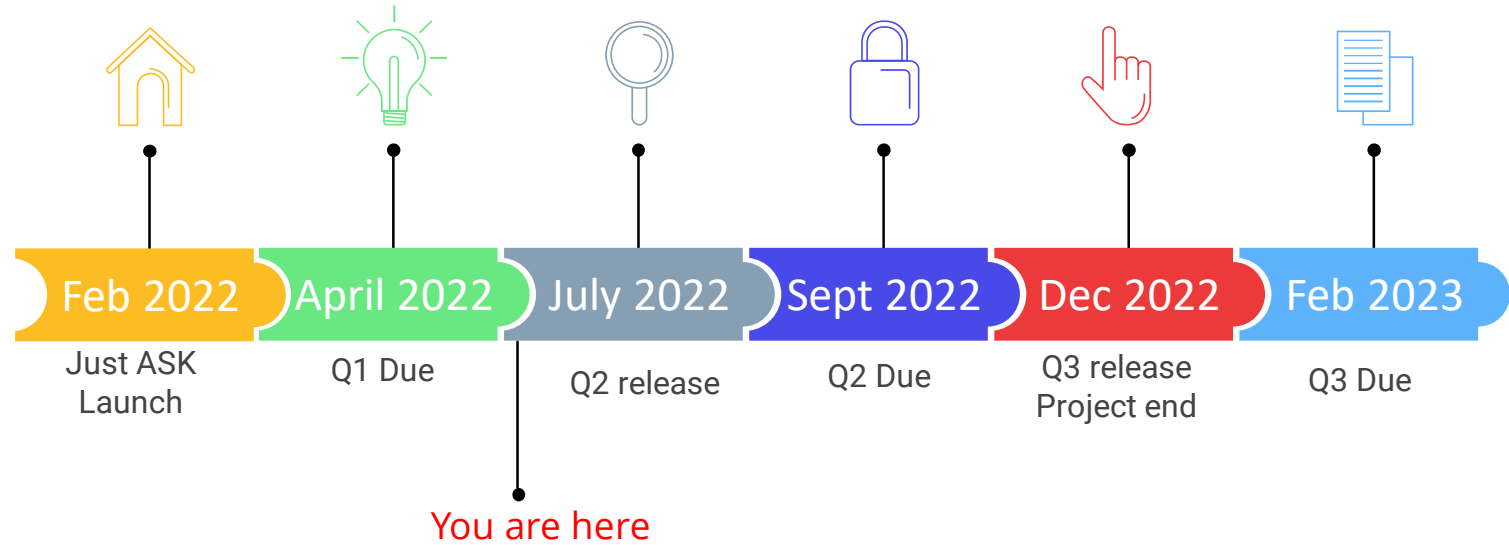 Feb 2022
April 2022
July 2022
Sept 2022
Dec 2022
Feb 2023
Just ASK
Launch
Q1 Due
Q2 release
Q2 Due
Q3 release
Project end
Q3 Due
You are here